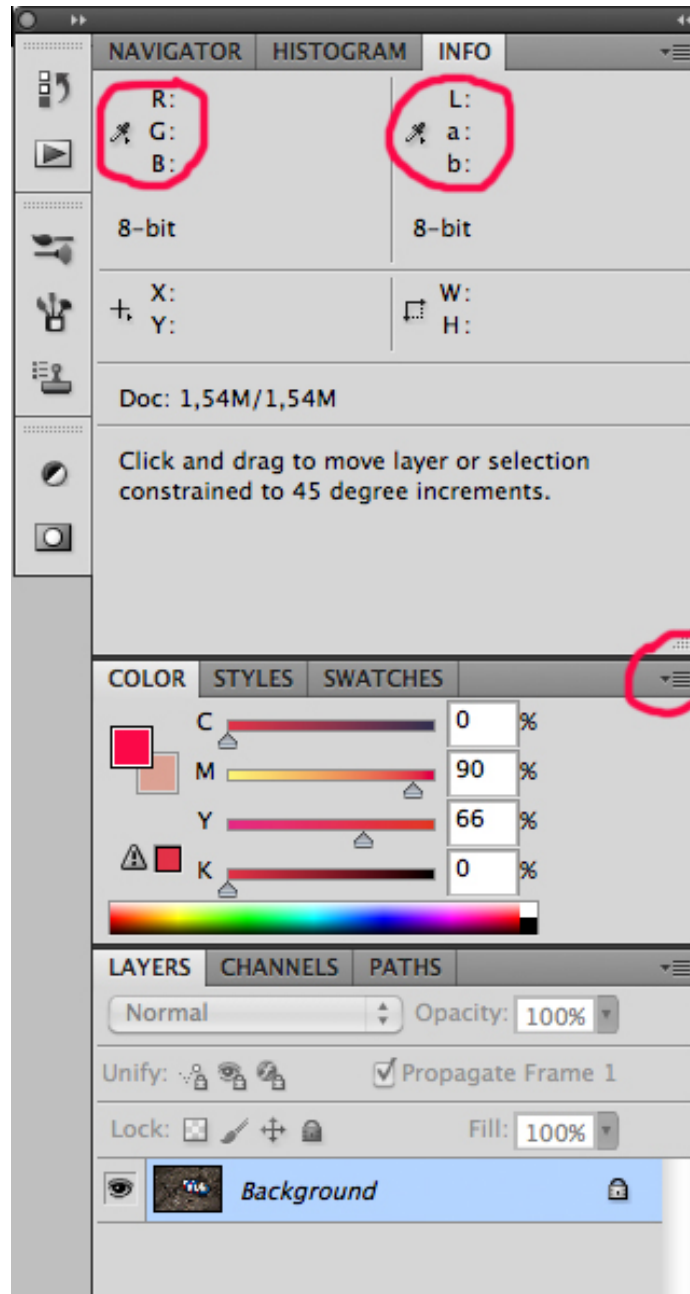 NAVIGATOR HISTOGRAM INFO
R: L:
G: a:
B: b:
8-bit 8-bit
X: W:
Y: H:
Doc: 1,54M/1,54M
Click and drag to move layer or selection
constrained to 45 degree increments.
COLOR STYLES SWATCHES
C 0 %
M 90 %
Y 66 %
K 0 %
LAYERS CHANNELS PATHS
Normal Opacity: 100%
Unify: Propagate Frame 1
Lock: Fill: 100%
Background